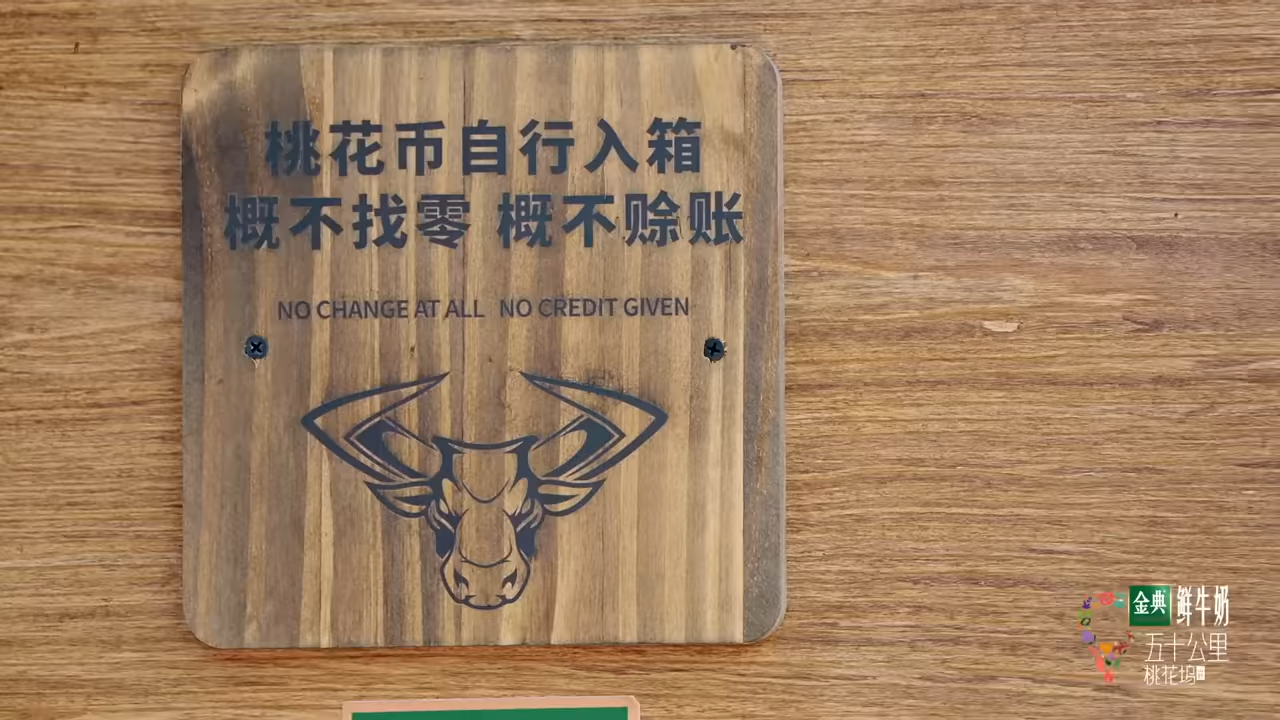 桃花币自行入箱
概不找零 概不赊账
NO CHANGE AT ALL NO CREDIT GIVEN
金典 鲜牛奶
五十公里
桃花坞